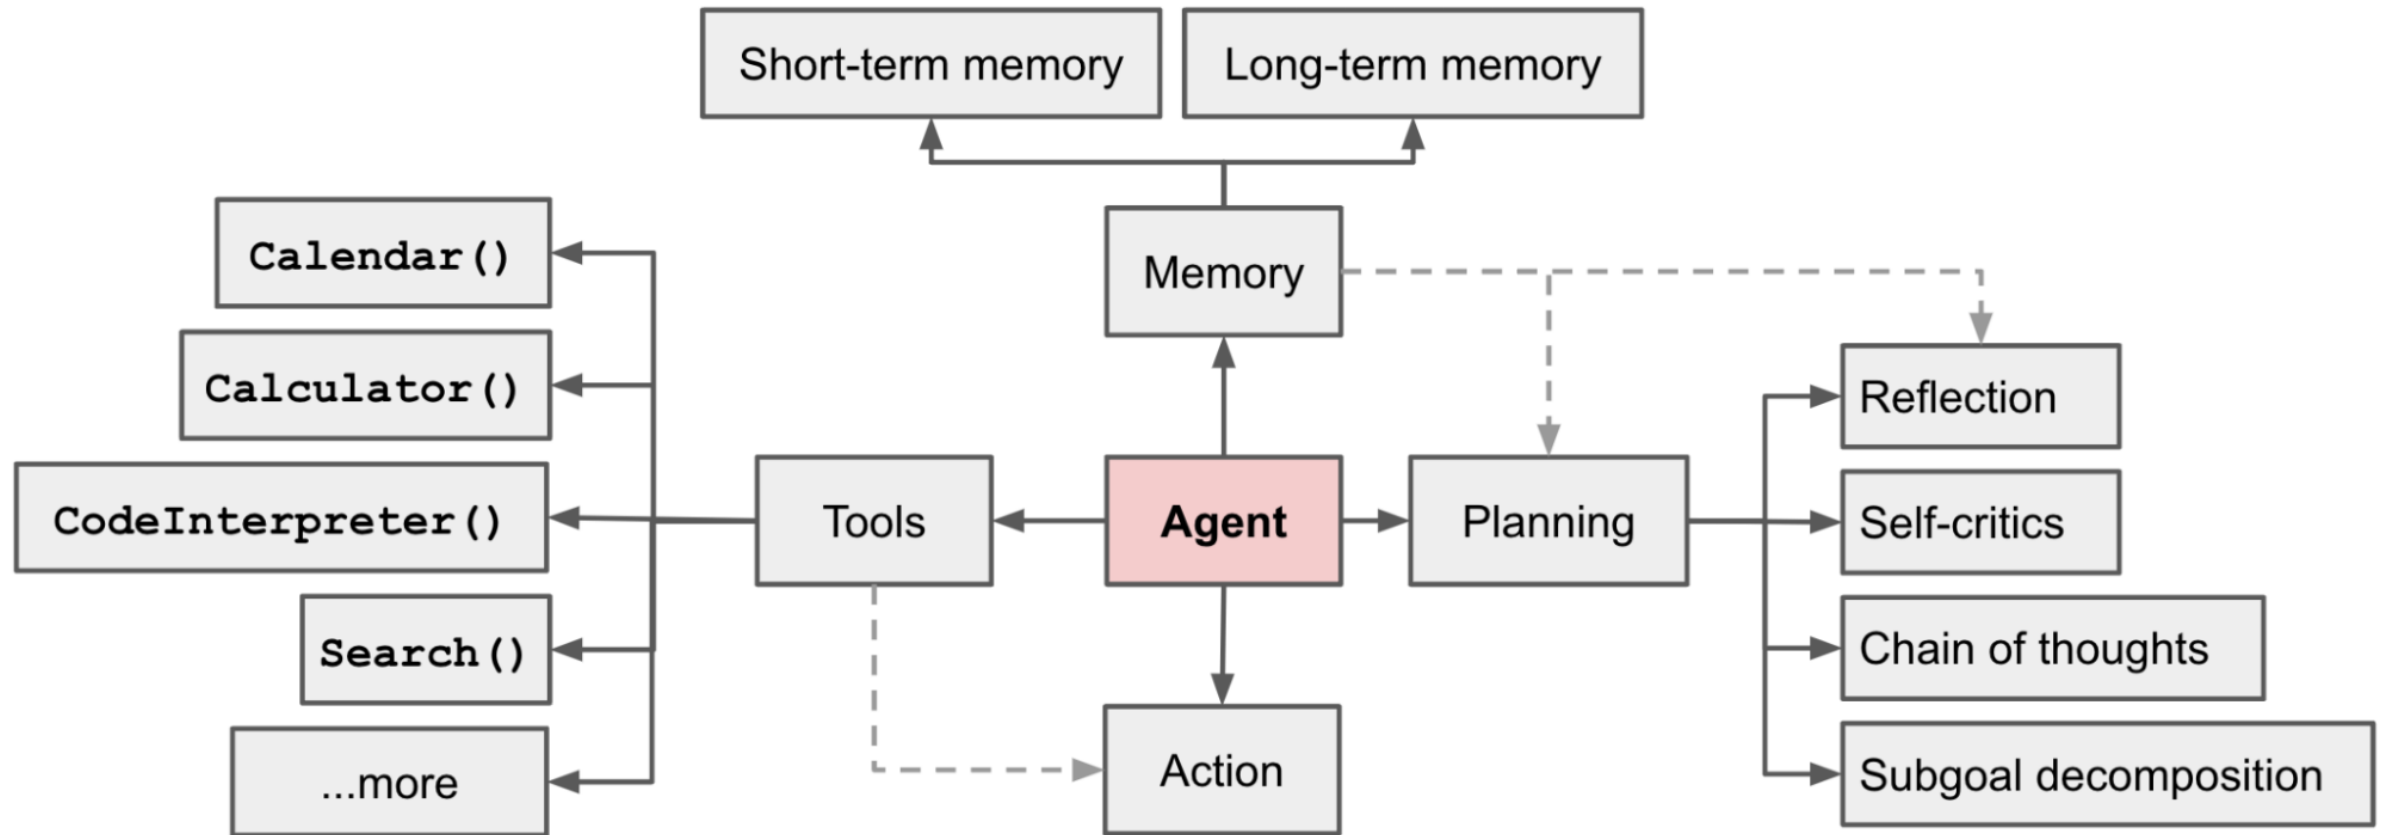 Short-term memory
Long-term memory
Calendar()
Memory
Calculator()
Reflection
CodeInterpreter()
Tools
Agent
Planning
Self-critics
Search()
Chain of thoughts
...more
Action
Subgoal decomposition